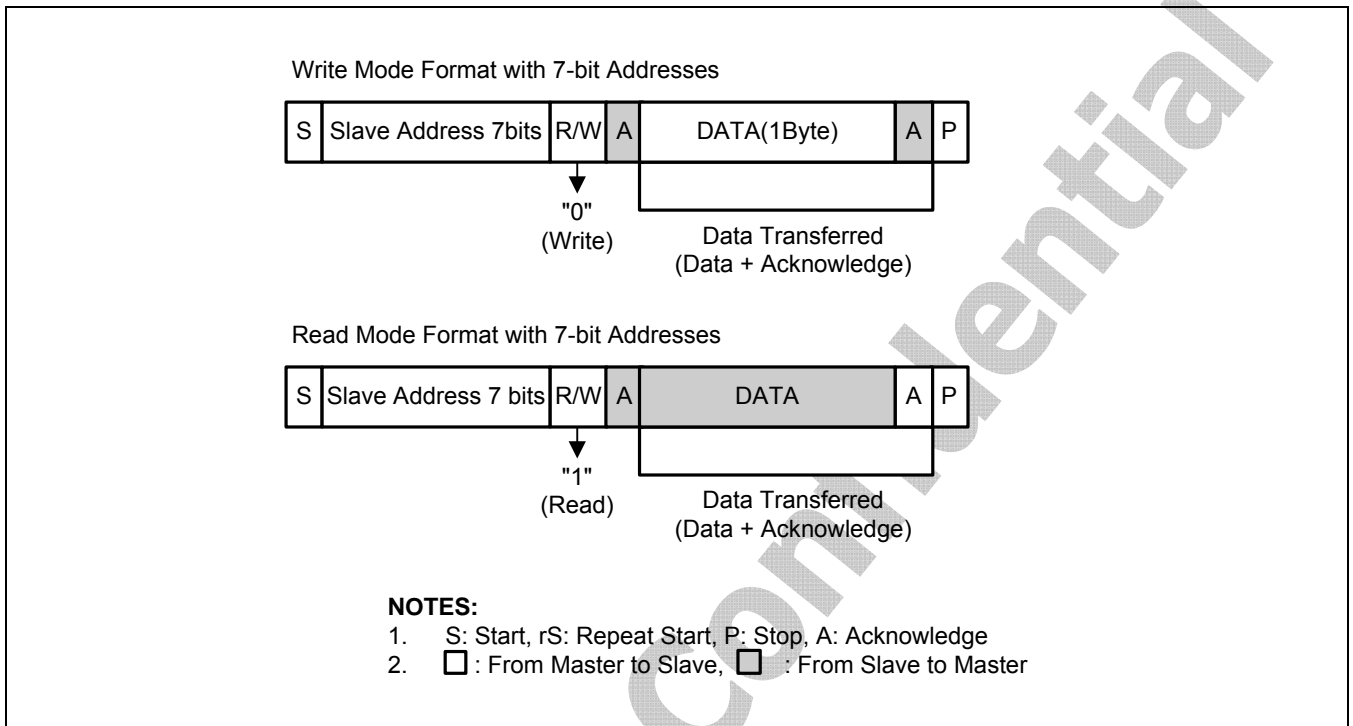 Write Mode Format with 7-bit Addresses
S Slave Address 7bits R/W A DATA(1Byte) A P
"0"
(Write)
Data Transferred
(Data + Acknowledge)
Read Mode Format with 7-bit Addresses
S Slave Address 7 bits R/W A DATA A P
"1"
(Read)
Data Transferred
(Data + Acknowledge)
NOTES:
1. S: Start, rS: Repeat Start, P: Stop, A: Acknowledge
2. : From Master to Slave, : From Slave to Master
Confidential